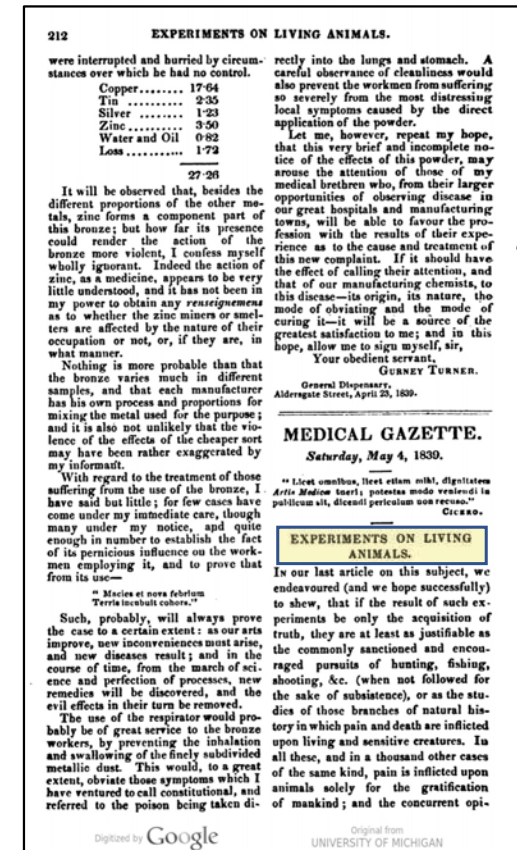 212
EXPERIMENTS ON LIVING ANIMALS.
were interrupted and hurried by circum-
stances over which he had no control.
Copper........ 17·64
Tin .......... 2·35
Silver ........ 1·23
Zinc.......... 3·50
Water and Oil 0·82
Loss.......... 1·72
27·26
It will be observed that, besides the
different proportions of the other me-
tals, zinc forms a component part of
this bronze; but how far its presence
could render the action of the
bronze more violent, I confess myself
wholly ignorant. Indeed the action of
zinc, as a medicine, appears to be very
little understood, and it has not been in
my power to obtain any renseignemens
as to whether the zinc miners or smel-
ters are affected by the nature of their
occupation or not, or, if they are, in
what manner.
Nothing is more probable than that
the bronze varies much in different
samples, and that each manufacturer
has his own process and proportions for
mixing the metal used for the purpose;
and it is also not unlikely that the vio-
lence of the effects of the cheaper sort
may have been rather exaggerated by
my informant.
With regard to the treatment of those
suffering from the use of the bronze, I
have said but little; for few cases have
come under my immediate care, though
many under my notice, and quite
enough in number to establish the fact
of its pernicious influence on the work-
men employing it, and to prove that
from its use—
" Macies et nova febrium
Terris incubuit cohors."
Such, probably, will always prove
the case to a certain extent: as our arts
improve, new inconveniences must arise,
and new diseases result; and in the
course of time, from the march of sci-
ence and perfection of processes, new
remedies will be discovered, and the
evil effects in their turn be removed.
The use of the respirator would pro-
bably be of great service to the bronze
workers, by preventing the inhalation
and swallowing of the finely subdivided
metallic dust. This would, to a great
extent, obviate those symptoms which I
have ventured to call constitutional, and
referred to the poison being taken di-
rectly into the lungs and stomach. A
careful observance of cleanliness would
also prevent the workmen from suffering
so severely from the most distressing
local symptoms caused by the direct
application of the powder.
Let me, however, repeat my hope,
that this very brief and incomplete no-
tice of the effects of this powder, may
arouse the attention of those of my
medical brethren who, from their larger
opportunities of observing disease in
our great hospitals and manufacturing
towns, will be able to favour the pro-
fession with the results of their expe-
rience as to the cause and treatment of
this new complaint. If it should have
the effect of calling their attention, and
that of our manufacturing chemists, to
this disease—its origin, its nature, the
mode of obviating and the mode of
curing it—it will be a source of the
greatest satisfaction to me; and in this
hope, allow me to sign myself, sir,
Your obedient servant,
GURNEY TURNER.
General Dispensary,
Aldersgate Street, April 23, 1839.
MEDICAL GAZETTE.
Saturday, May 4, 1839.
" Licet omnibus, licet etiam mihi, dignitatem
Artis Medicæ tueri; potestas modo veniendi in
publicum sit, dicendi periculum non recuso."
CICERO.
EXPERIMENTS ON LIVING
ANIMALS.
IN our last article on this subject, we
endeavoured (and we hope successfully)
to shew, that if the result of such ex-
periments be only the acquisition of
truth, they are at least as justifiable as
the commonly sanctioned and encou-
raged pursuits of hunting, fishing,
shooting, &c. (when not followed for
the sake of subsistence), or as the stu-
dies of those branches of natural his-
tory in which pain and death are inflicted
upon living and sensitive creatures. In
all these, and in a thousand other cases
of the same kind, pain is inflicted upon
animals solely for the gratification
of mankind; and the concurrent opi-
Digitized by Google
Original from
UNIVERSITY OF MICHIGAN